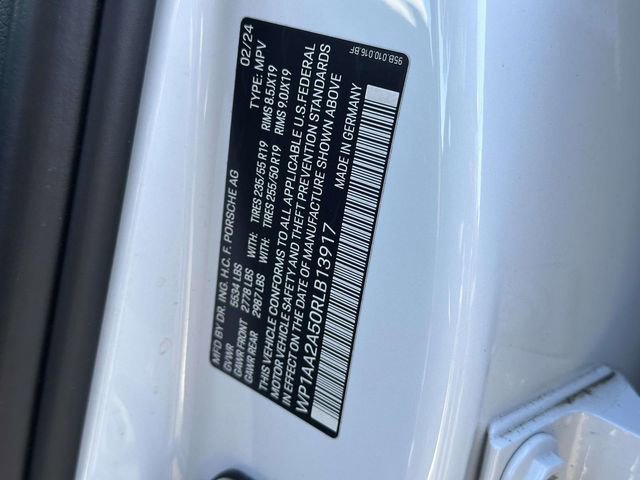 MFD BY DR. ING. H.C. F. PORSCHE AG 02/24
GVWR 5534 LBS TYPE: MPV
GAWR FRONT 2778 LBS WITH: TIRES 235/55 R19 RIMS 8.5JX19
GAWR REAR 2987 LBS WITH: TIRES 255/50 R19 RIMS 9.0JX19
THIS VEHICLE CONFORMS TO ALL APPLICABLE U.S. FEDERAL
MOTOR VEHICLE SAFETY AND THEFT PREVENTION STANDARDS
IN EFFECT ON THE DATE OF MANUFACTURE SHOWN ABOVE
WP1AA2A50RLB13917 MADE IN GERMANY
95B.010.016.BF